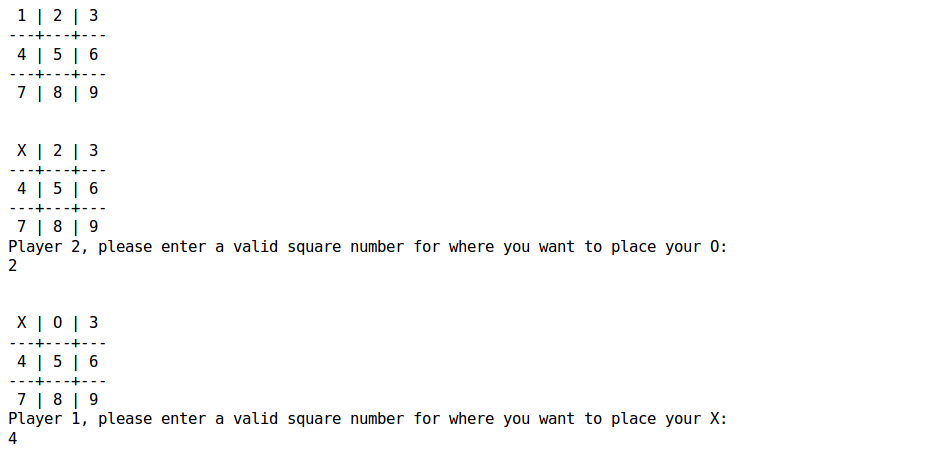 1 | 2 | 3
---+---+---
 4 | 5 | 6
---+---+---
 7 | 8 | 9
 X | 2 | 3
---+---+---
 4 | 5 | 6
---+---+---
 7 | 8 | 9
Player 2, please enter a valid square number for where you want to place your O:
2
 X | O | 3
---+---+---
 4 | 5 | 6
---+---+---
 7 | 8 | 9
Player 1, please enter a valid square number for where you want to place your X:
4